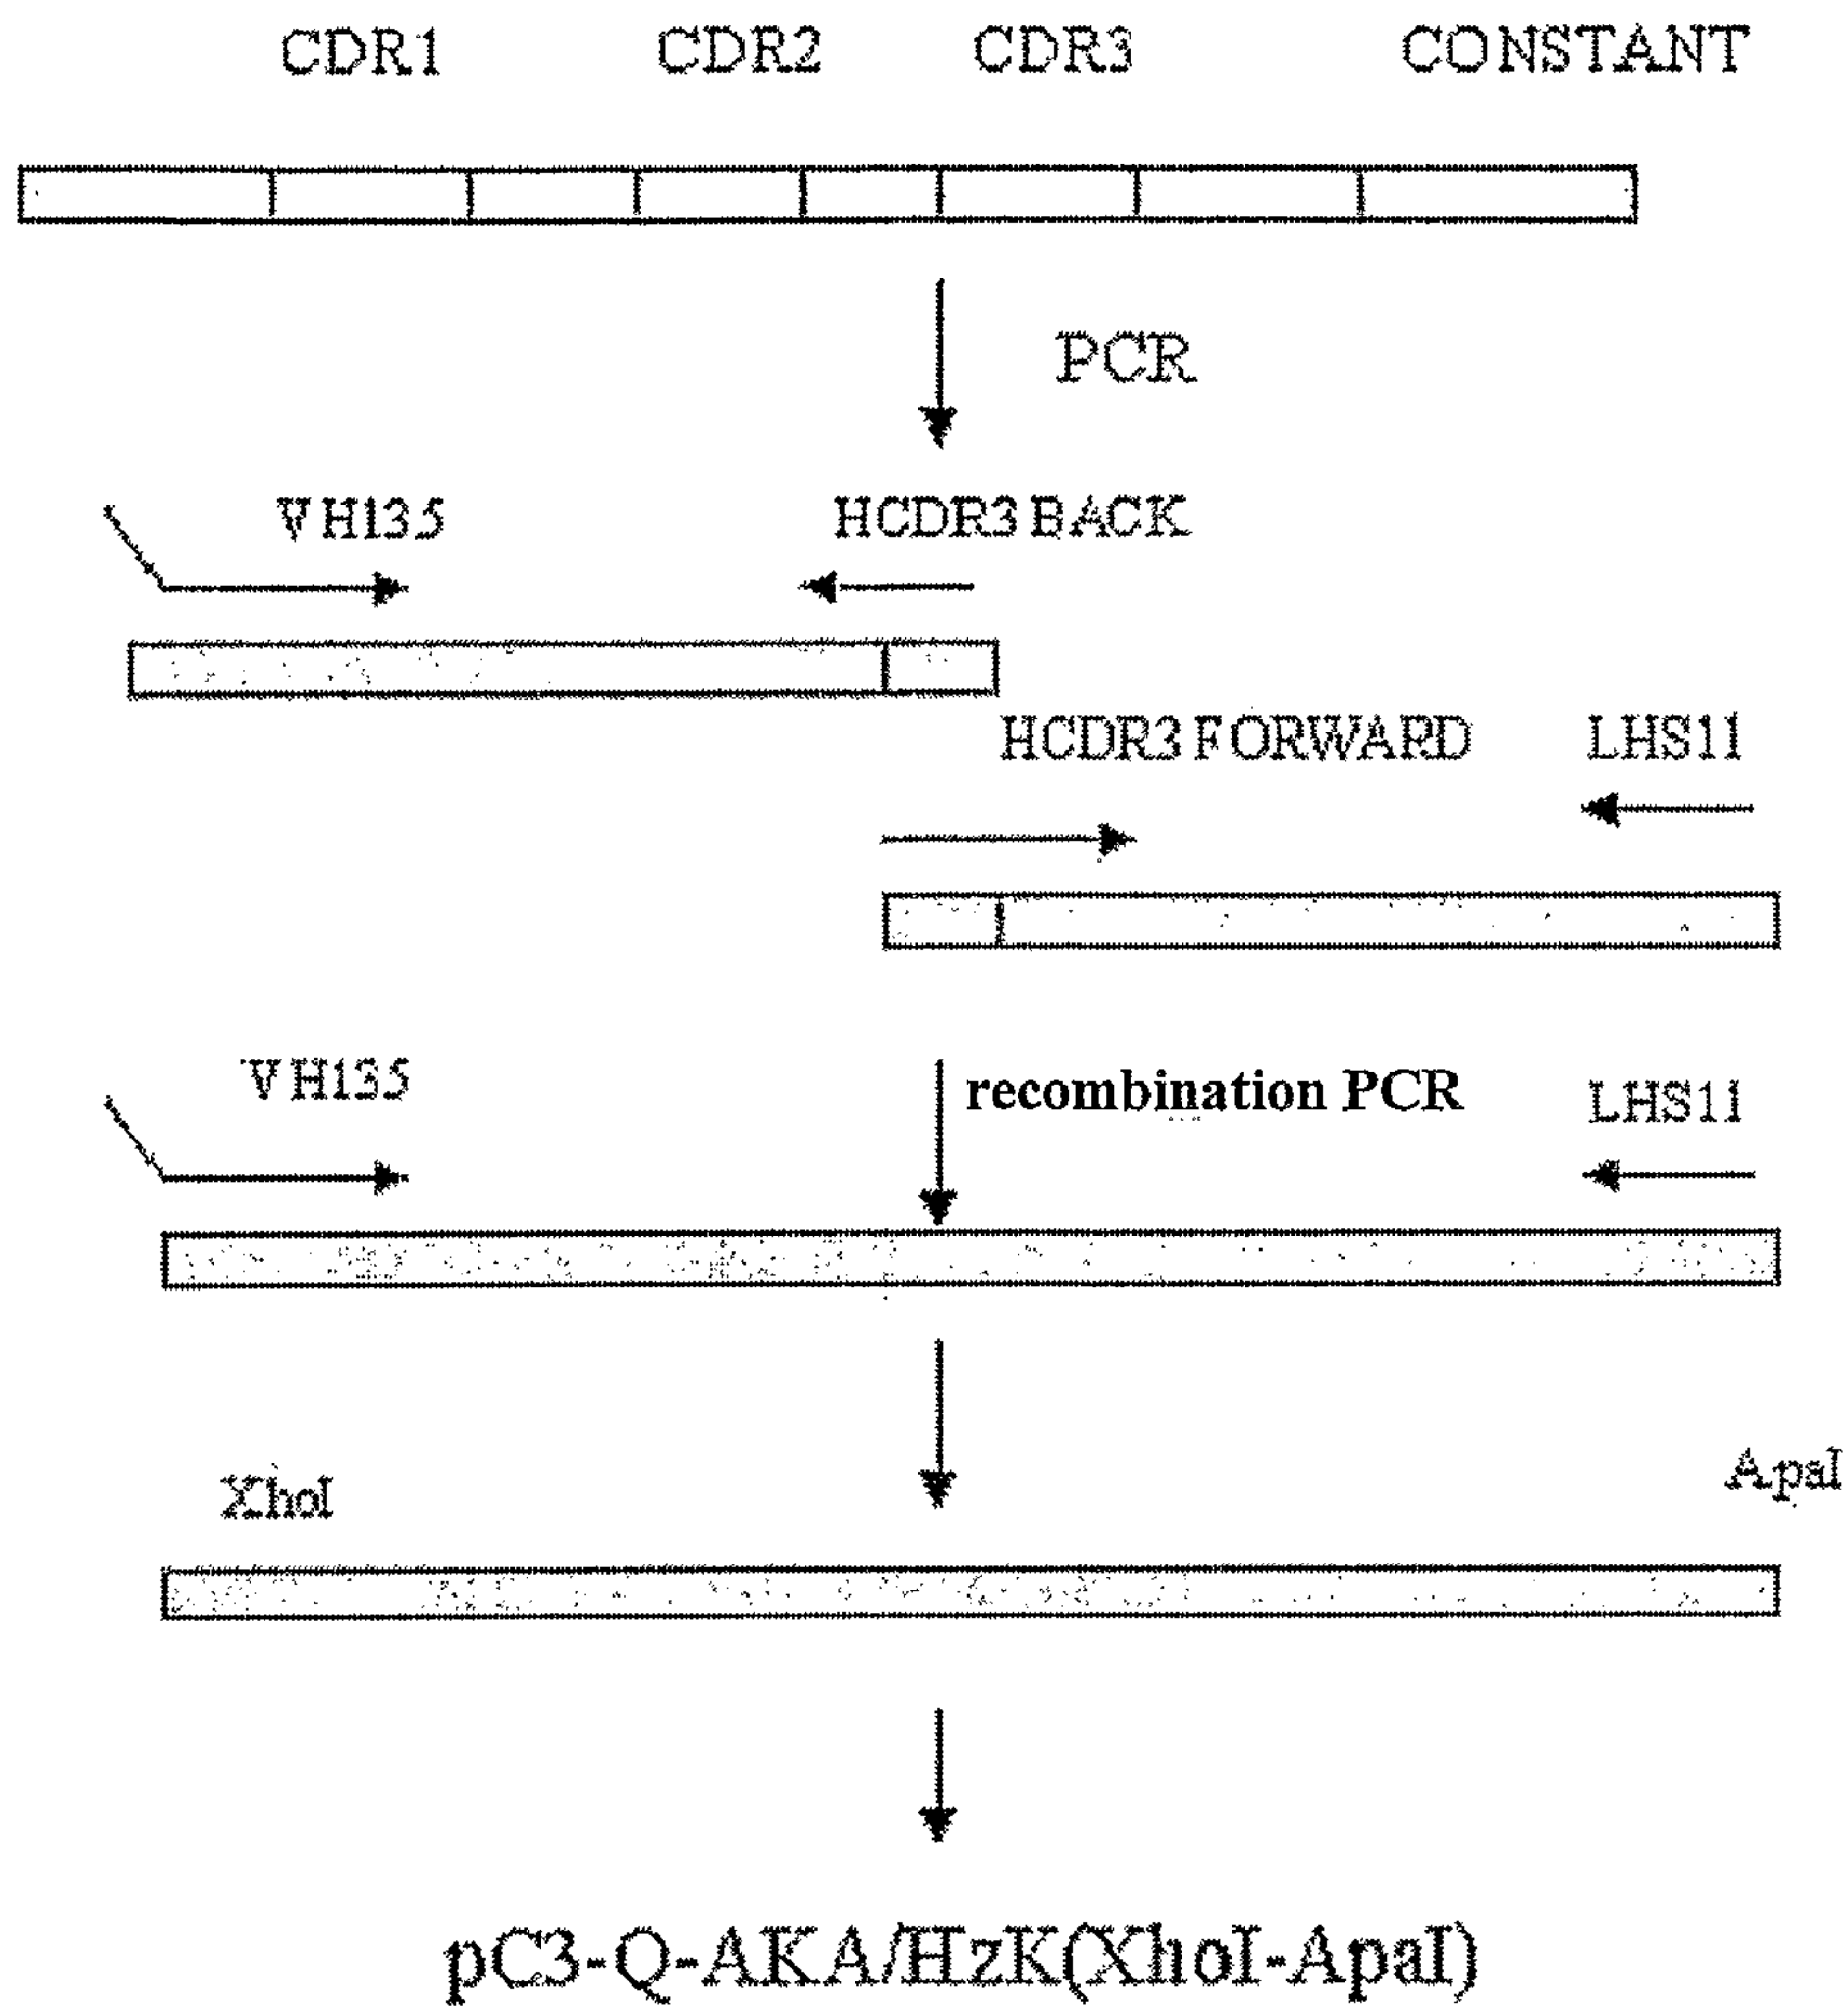 CDR1 CDR2 CDR3 CONSTANT
PCR
VH135 HCDR3 BACK
HCDR3 FORWARD LHS11
VH135 recombination PCR LHS11
XhoI ApaI
pC3-Q-AKA/HzK(XhoI-ApaI)